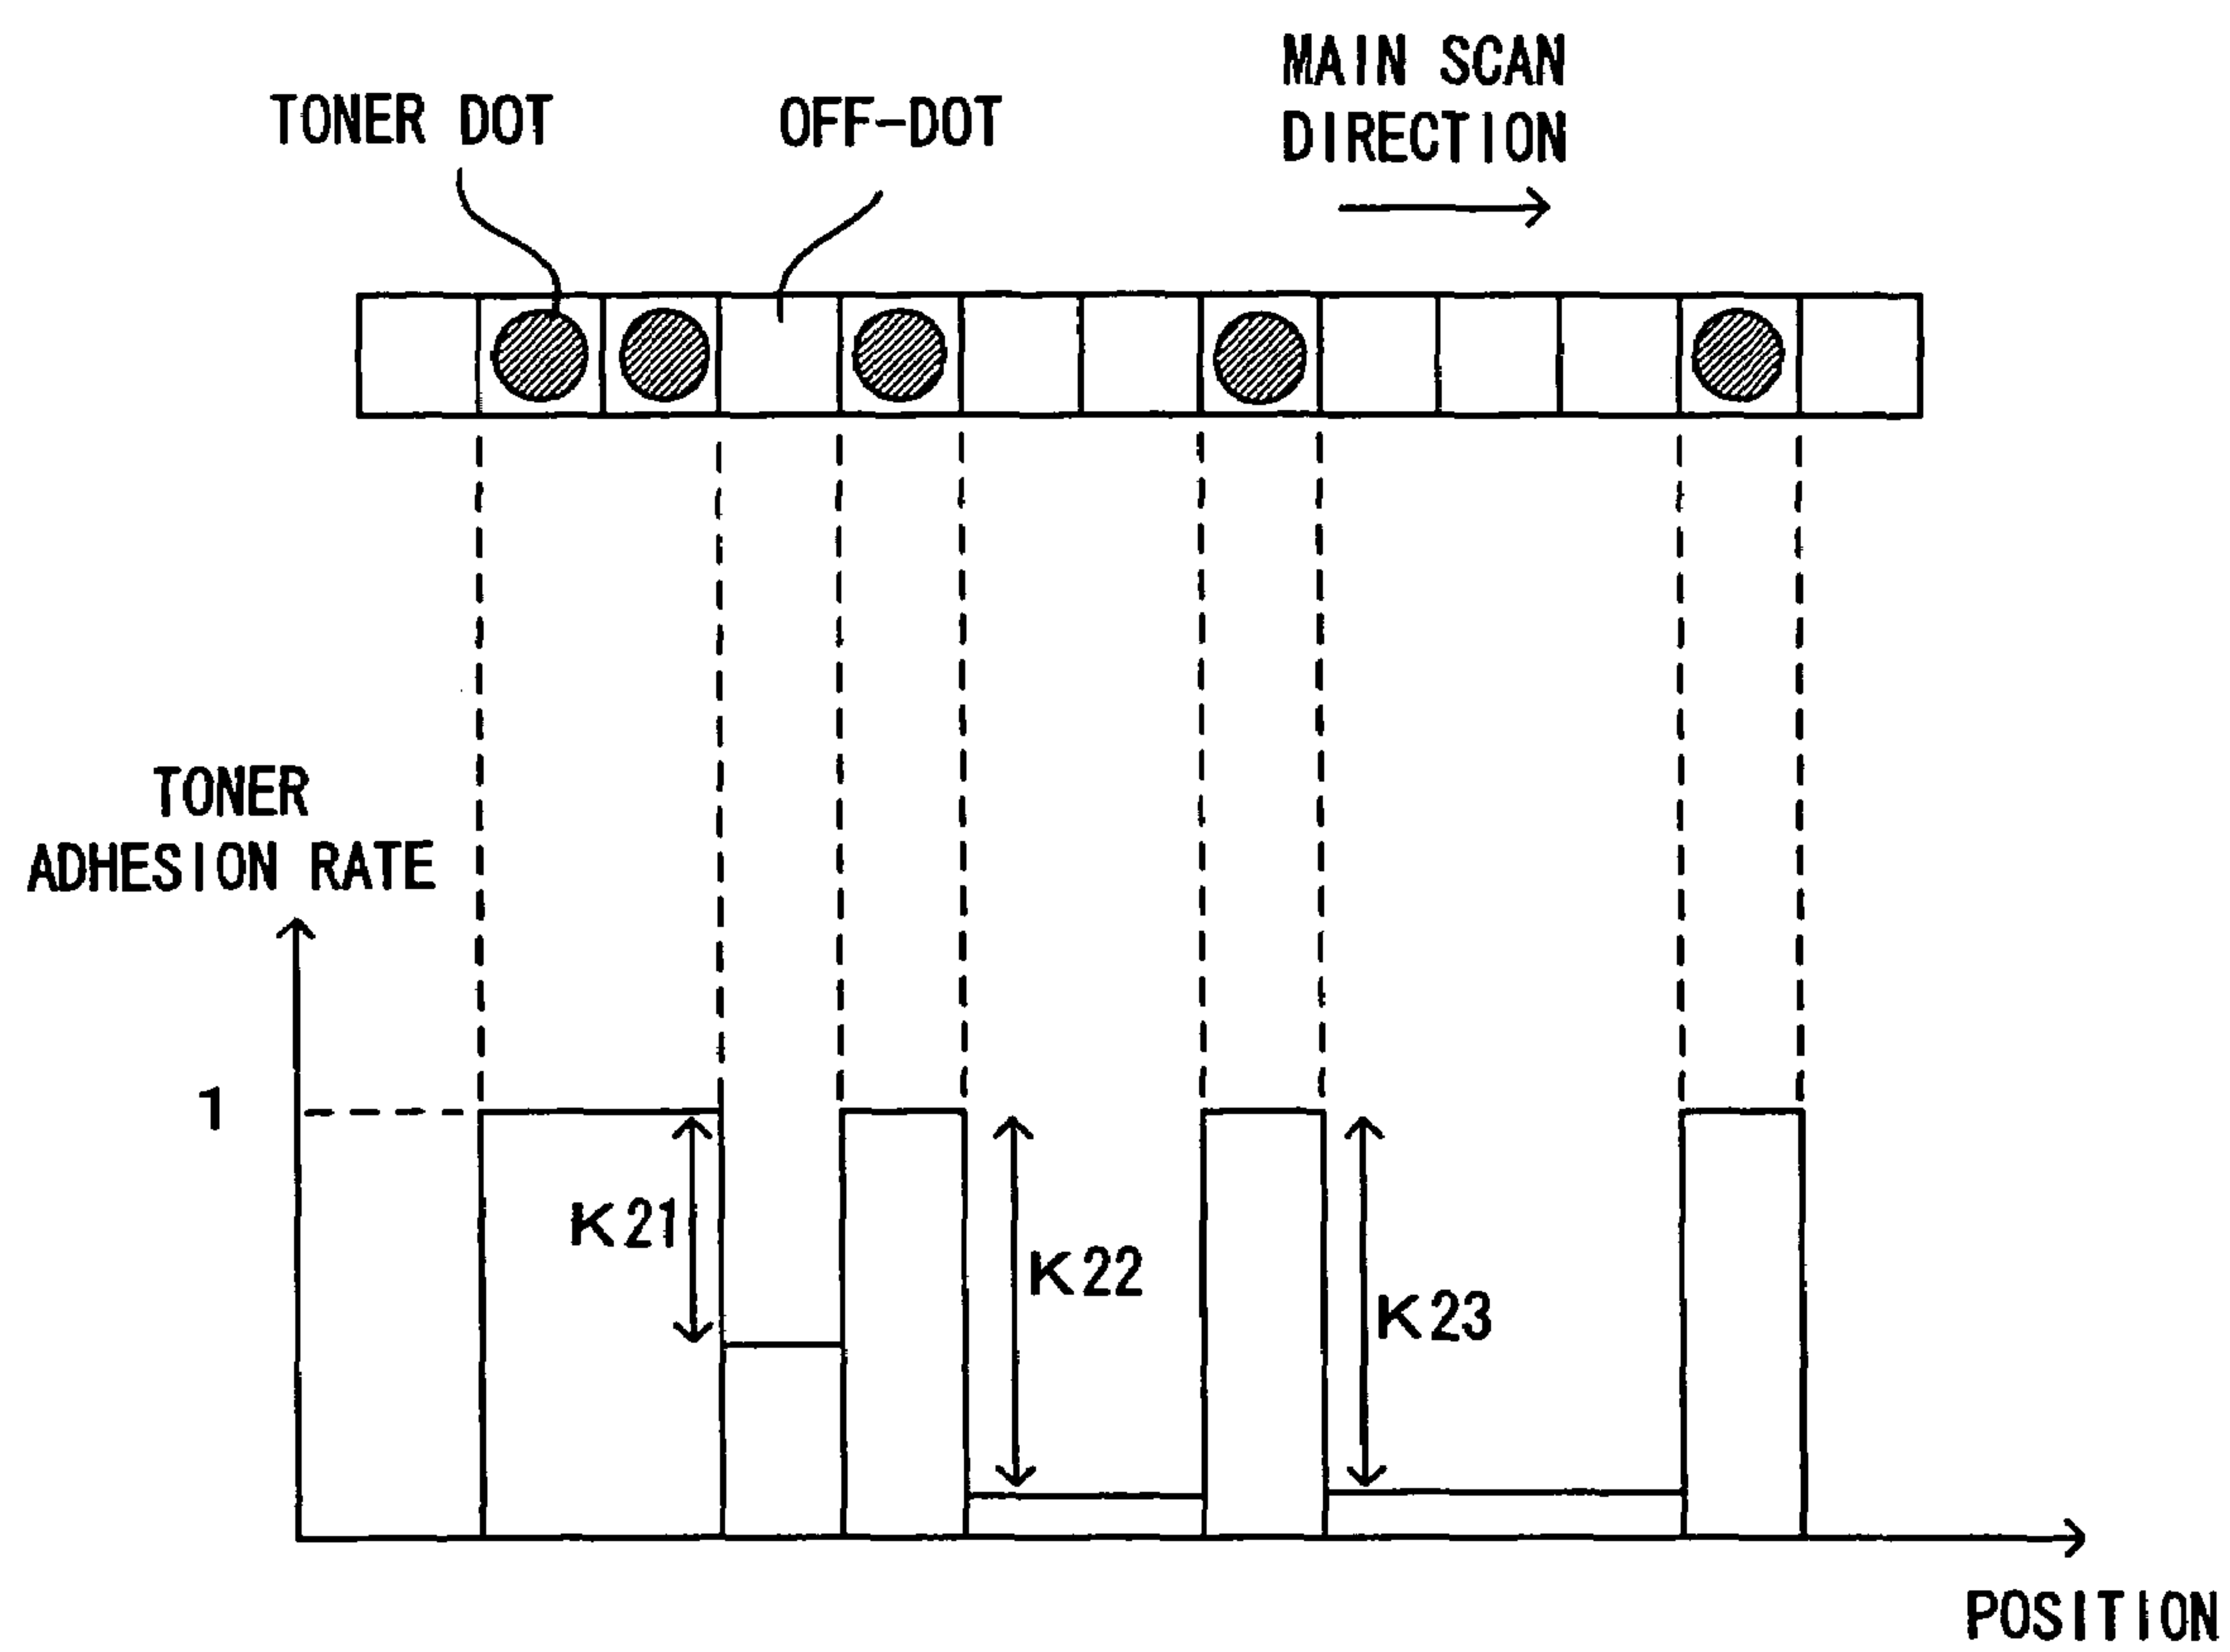 MAIN SCAN
DIRECTION
TONER DOT
OFF-DOT
TONER
ADHESION RATE
1
K21
K22
K23
POSITION